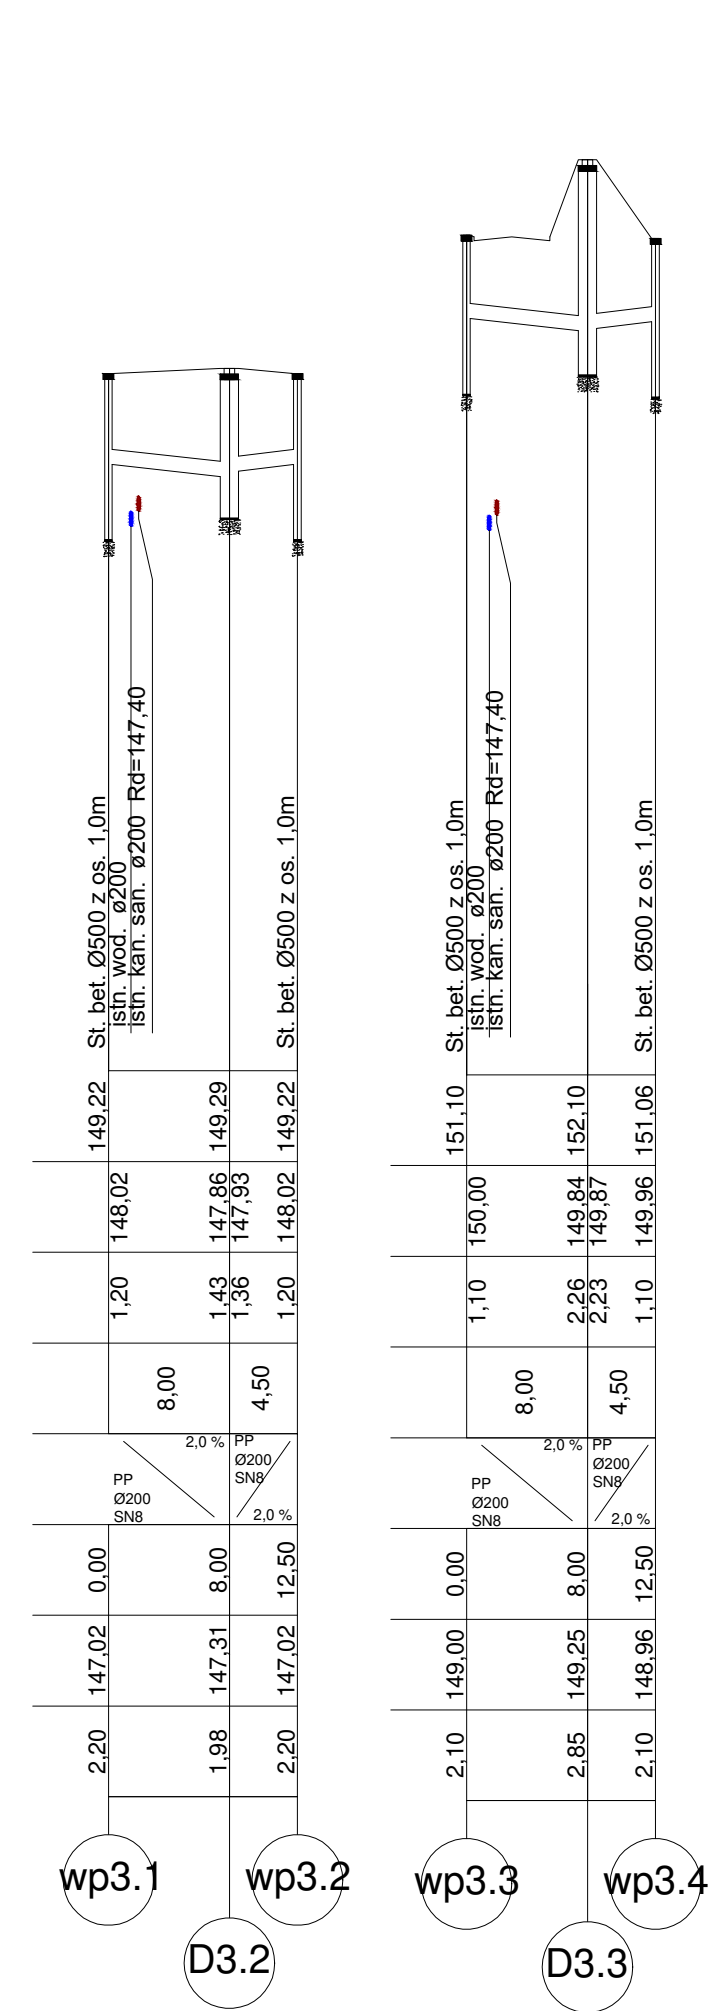 St. bet. Ø500 z os. 1,0m
istn. wod. ø200
istn. kan. san. ø200 Rd=147,40
St. bet. Ø500 z os. 1,0m
149,22 149,29 149,22
148,02 147,86 147,93 148,02
1,20 1,43 1,36 1,20
8,00 4,50
2,0 % PP
Ø200
SN8
PP
Ø200
SN8
2,0 %
0,00 8,00 12,50
147,02 147,31 147,02
2,20 1,98 2,20
wp3.1 wp3.2
D3.2
St. bet. Ø500 z os. 1,0m
istn. wod. ø200
istn. kan. san. ø200 Rd=147,40
St. bet. Ø500 z os. 1,0m
151,10 152,10 151,06
150,00 149,84 149,87 149,96
1,10 2,26 2,23 1,10
8,00 4,50
2,0 % PP
Ø200
SN8
PP
Ø200
SN8
2,0 %
0,00 8,00 12,50
149,00 149,25 148,96
2,10 2,85 2,10
wp3.3 wp3.4
D3.3